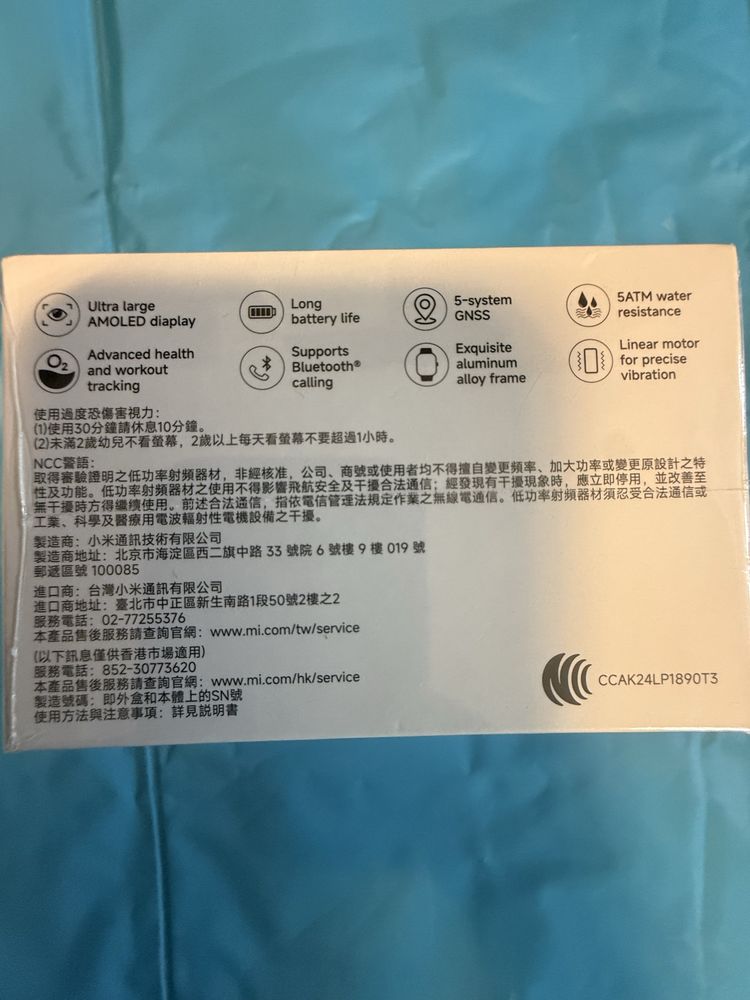 Ultra large
AMOLED diaplay
Long
battery life
5-system
GNSS
5ATM water
resistance
O₂
Advanced health
and workout
tracking
Supports
Bluetooth®
calling
Exquisite
aluminum
alloy frame
Linear motor
for precise
vibration
使用過度恐傷害視力：
(1)使用30分鐘請休息10分鐘。
(2)未滿2歲幼兒不看螢幕，2歲以上每天看螢幕不要超過1小時。
NCC警語：
取得審驗證明之低功率射頻器材，非經核准，公司、商號或使用者均不得擅自變更頻率、加大功率或變更原設計之特
性及功能。低功率射頻器材之使用不得影響飛航安全及干擾合法通信；經發現有干擾現象時，應立即停用，並改善至
無干擾時方得繼續使用。前述合法通信，指依電信管理法規定作業之無線電通信。低功率射頻器材須忍受合法通信或
工業、科學及醫療用電波輻射性電機設備之干擾。
製造商：小米通訊技術有限公司
製造商地址：北京市海淀區西二旗中路 33 號院 6 號樓 9 樓 019 號
郵遞區號 100085
進口商：台灣小米通訊有限公司
進口商地址：臺北市中正區新生南路1段50號2樓之2
服務電話：02-77255376
本產品售後服務請查詢官網：www.mi.com/tw/service
(以下訊息僅供香港市場適用)
服務電話：852-30773620
本產品售後服務請查詢官網：www.mi.com/hk/service
製造號碼：即外盒和本體上的SN號
使用方法與注意事項：詳見説明書
CCAK24LP1890T3